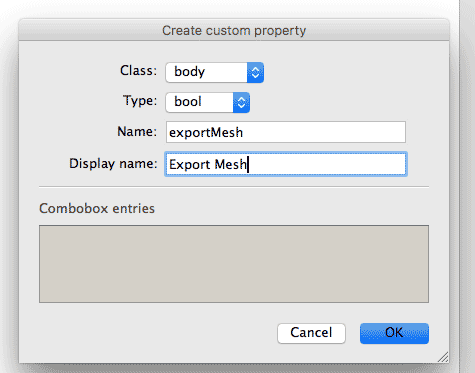 Create custom property
Class: body
Type: bool
Name: exportMesh
Display name: Export Mesh
Combobox entries
Cancel OK